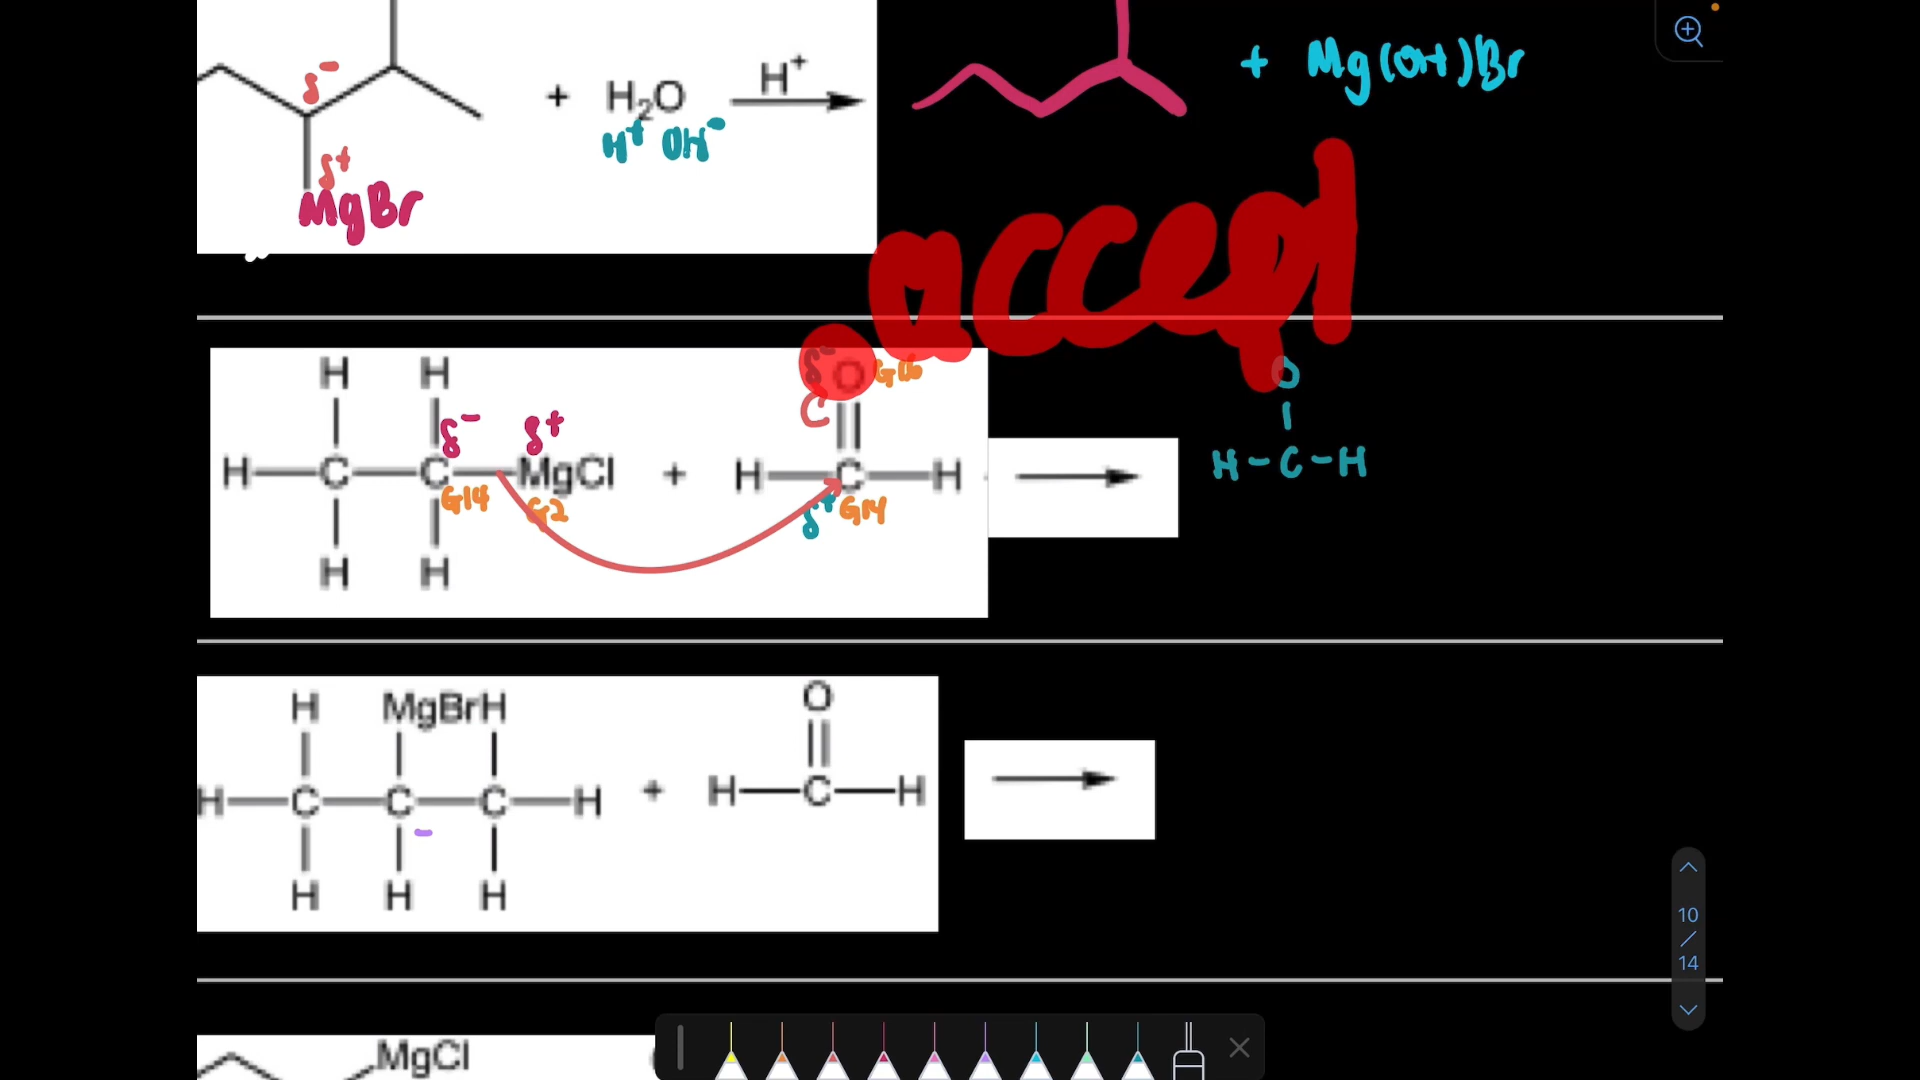 δ⁻
+ H₂O H⁺
+ Mg(OH)Br
H⁺ OH⁻
δ⁺
MgBr
accept
H H δ⁻ O G16
O
δ⁻ δ⁺
H C C MgCl + H C H
H-C-H
G14 G2 δ⁺ G14
H H
H MgBrH O
H C C C H + H C H
-
H H H
10
/
14
MgCl